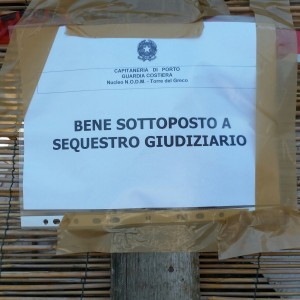 CAPITANERIA DI PORTO
GUARDIA COSTIERA
Nucleo N.O.D.M. - Torre del Greco
BENE SOTTOPOSTO A
SEQUESTRO GIUDIZIARIO